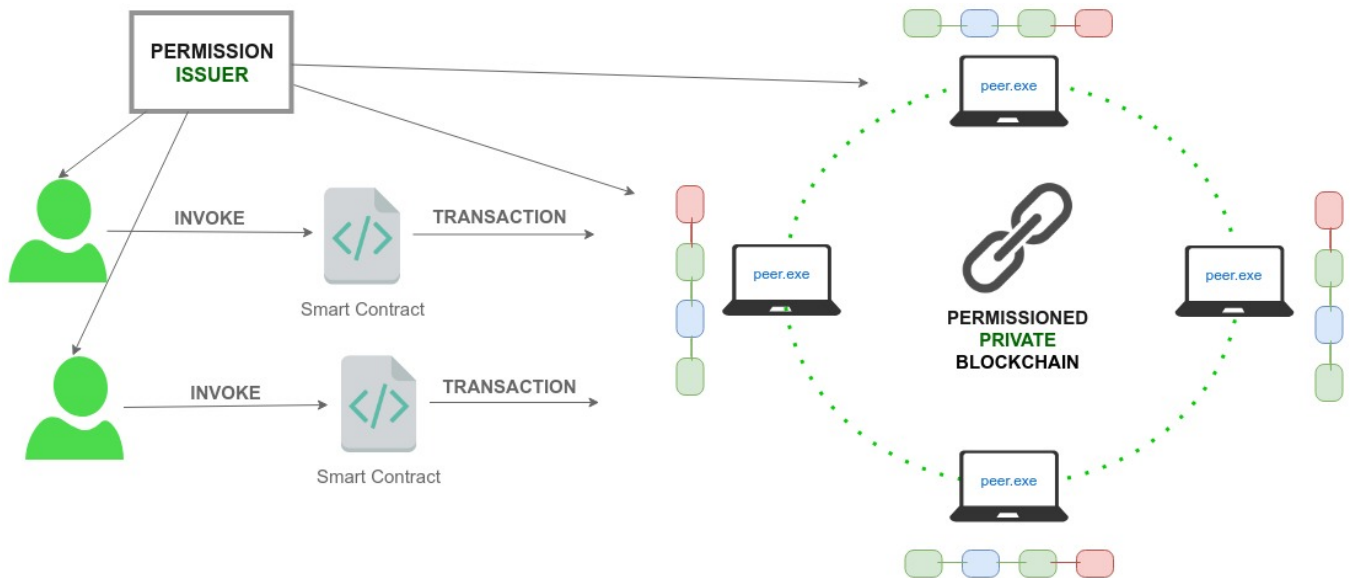 PERMISSION
ISSUER
peer.exe
INVOKE
TRANSACTION
Smart Contract
peer.exe
peer.exe
PERMISSIONED
PRIVATE
BLOCKCHAIN
INVOKE
TRANSACTION
Smart Contract
peer.exe